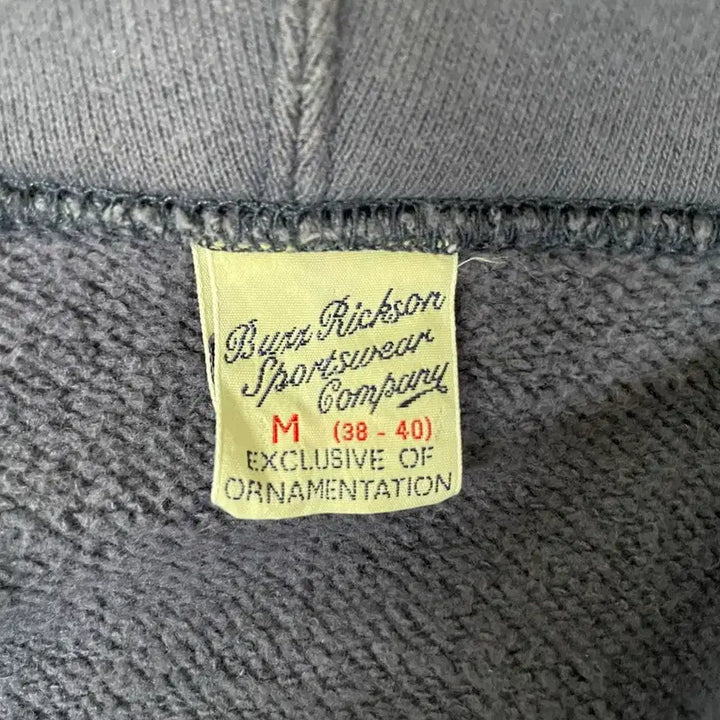 Buzz Rickson
Sportswear
Company
M (38 - 40)
EXCLUSIVE OF
ORNAMENTATION